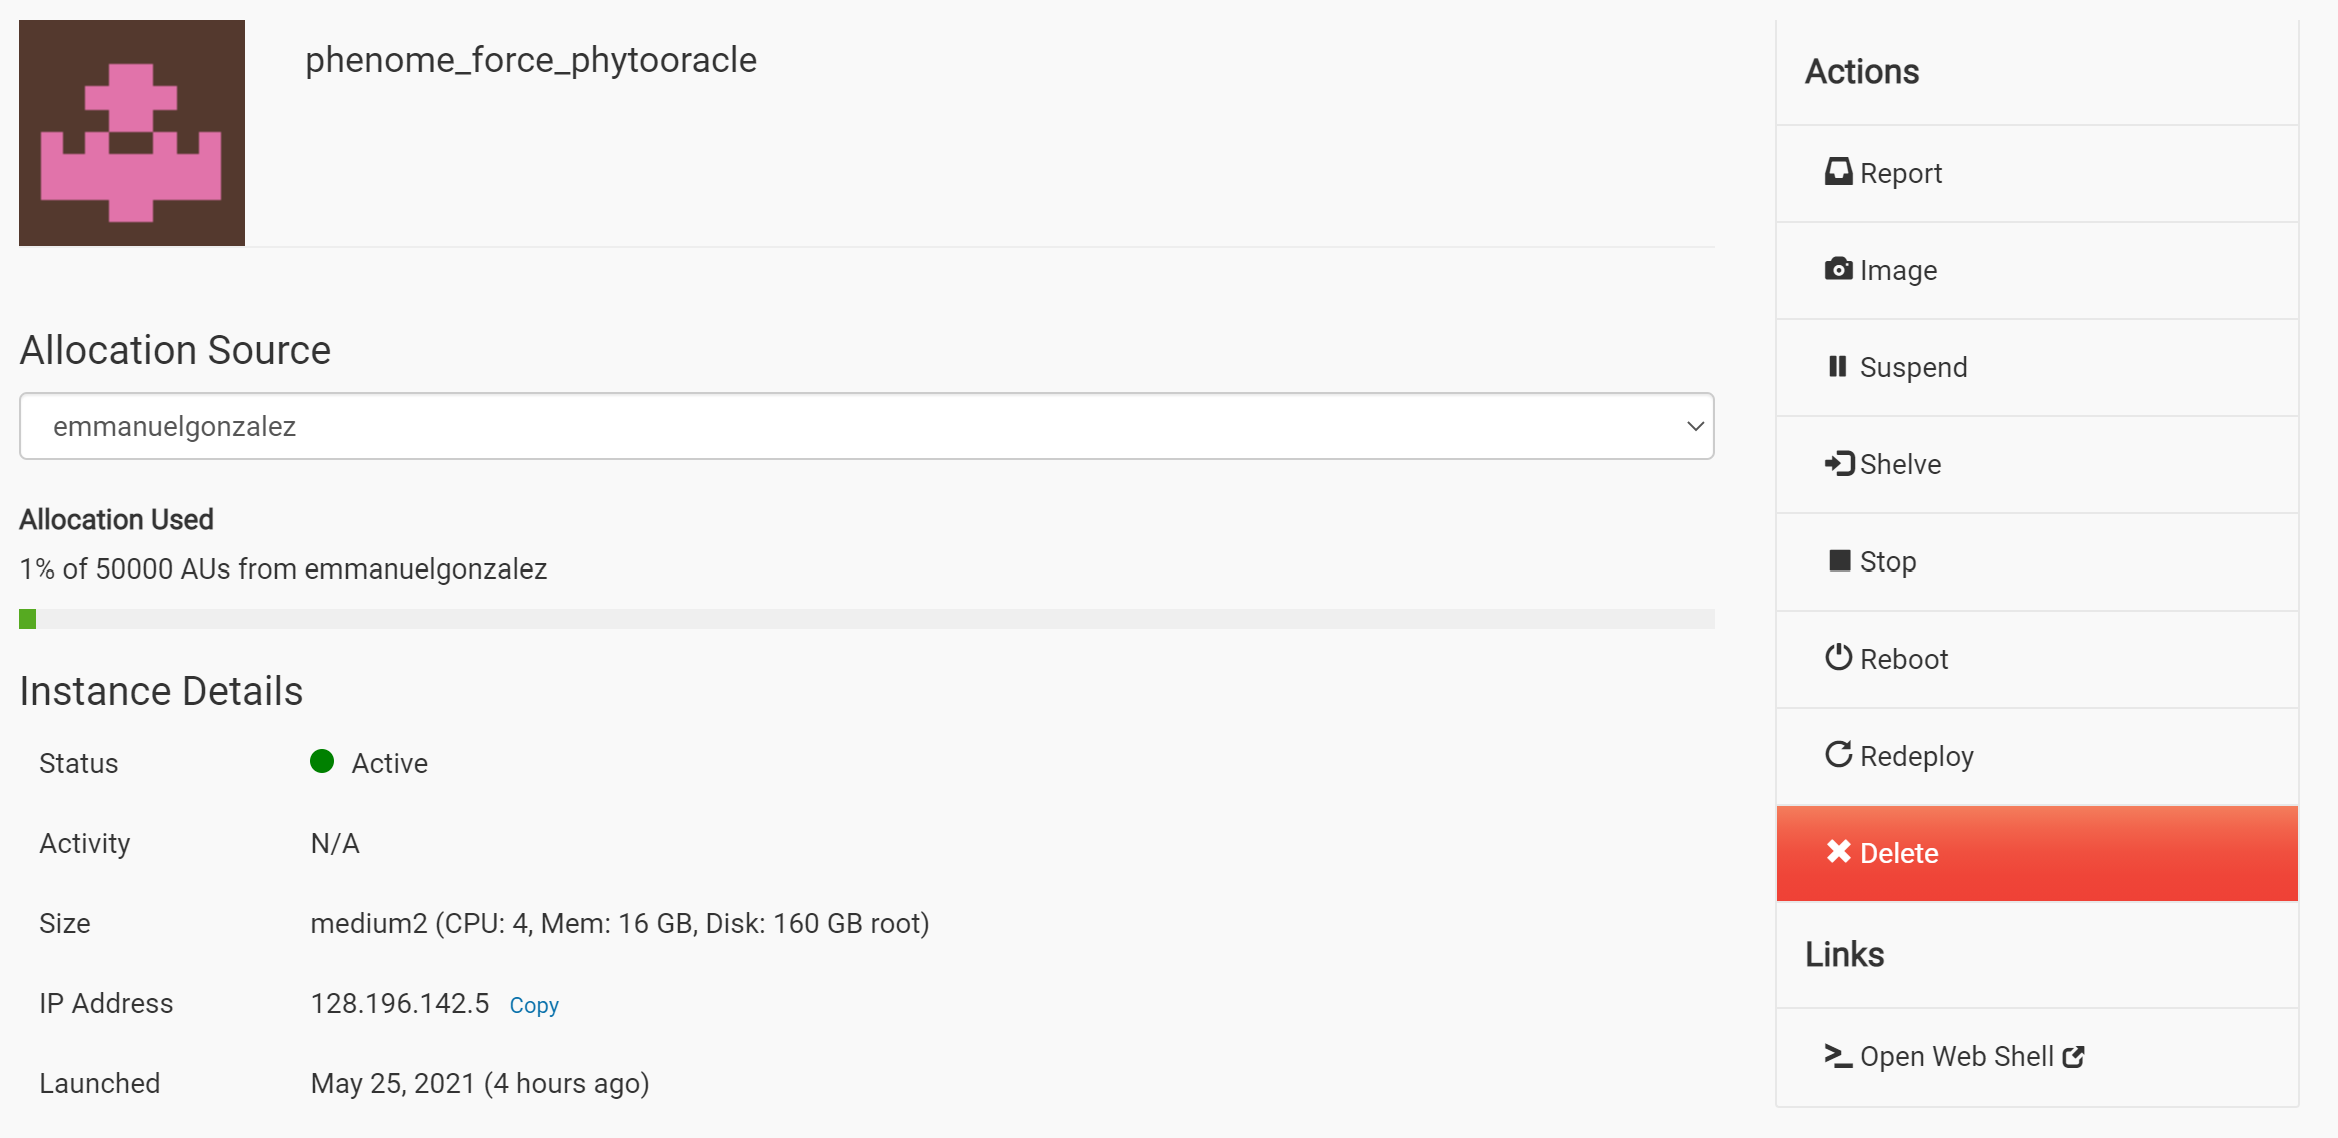 phenome_force_phytooracle
Allocation Source
emmanuelgonzalez
Allocation Used
1% of 50000 AUs from emmanuelgonzalez
Instance Details
Status Active
Activity N/A
Size medium2 (CPU: 4, Mem: 16 GB, Disk: 160 GB root)
IP Address 128.196.142.5 Copy
Launched May 25, 2021 (4 hours ago)
Actions
Report
Image
Suspend
Shelve
Stop
Reboot
Redeploy
Delete
Links
Open Web Shell